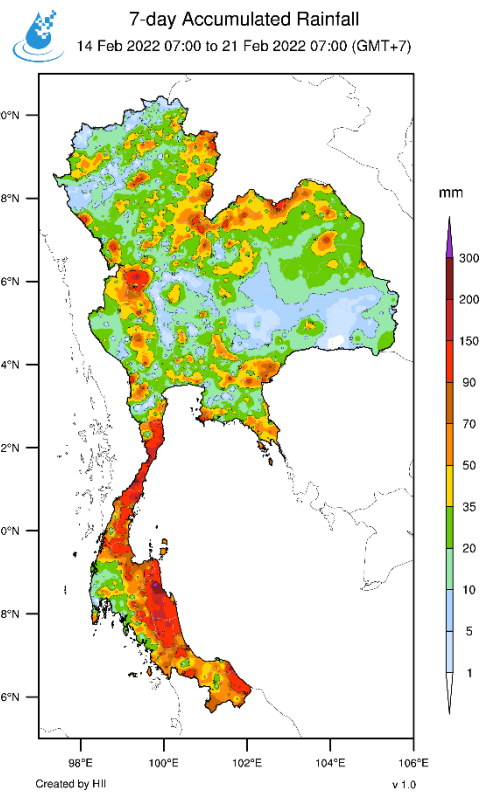 7-day Accumulated Rainfall
14 Feb 2022 07:00 to 21 Feb 2022 07:00 (GMT+7)
0°N
8°N
6°N
4°N
2°N
0°N
8°N
6°N
98°E 100°E 102°E 104°E 106°E
mm
300
200
150
90
70
50
35
20
10
5
1
Created by HII
v 1.0